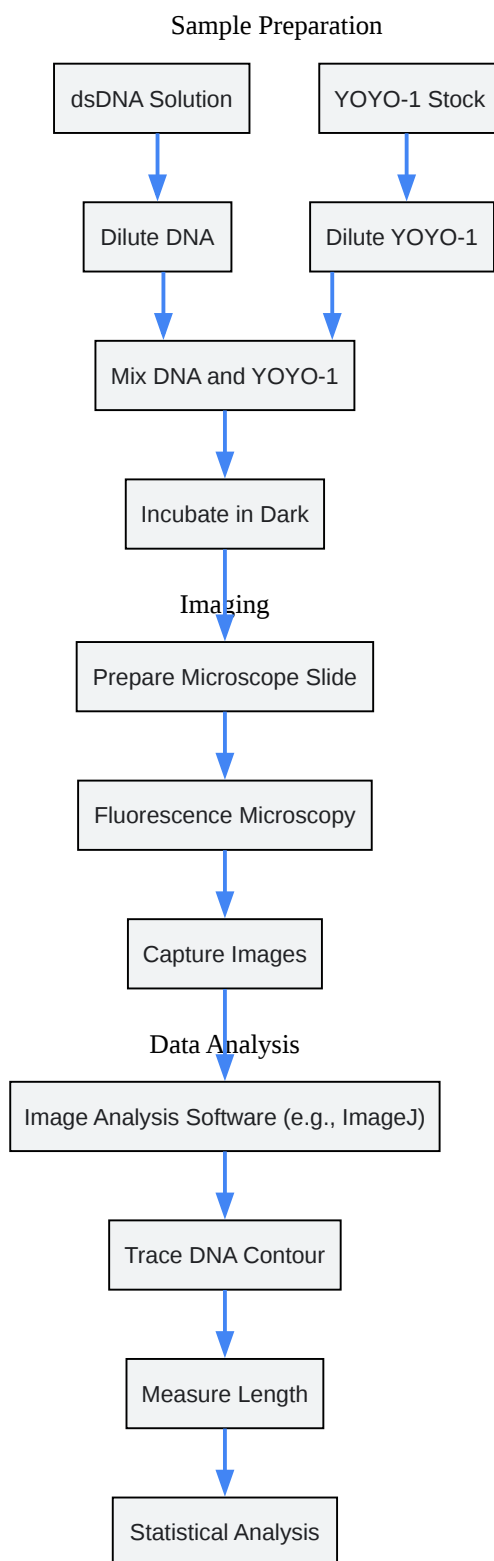 Sample Preparation
dsDNA Solution
YOYO-1 Stock
Dilute DNA
Dilute YOYO-1
Mix DNA and YOYO-1
Incubate in Dark
Imaging
Prepare Microscope Slide
Fluorescence Microscopy
Capture Images
Data Analysis
Image Analysis Software (e.g., ImageJ)
Trace DNA Contour
Measure Length
Statistical Analysis